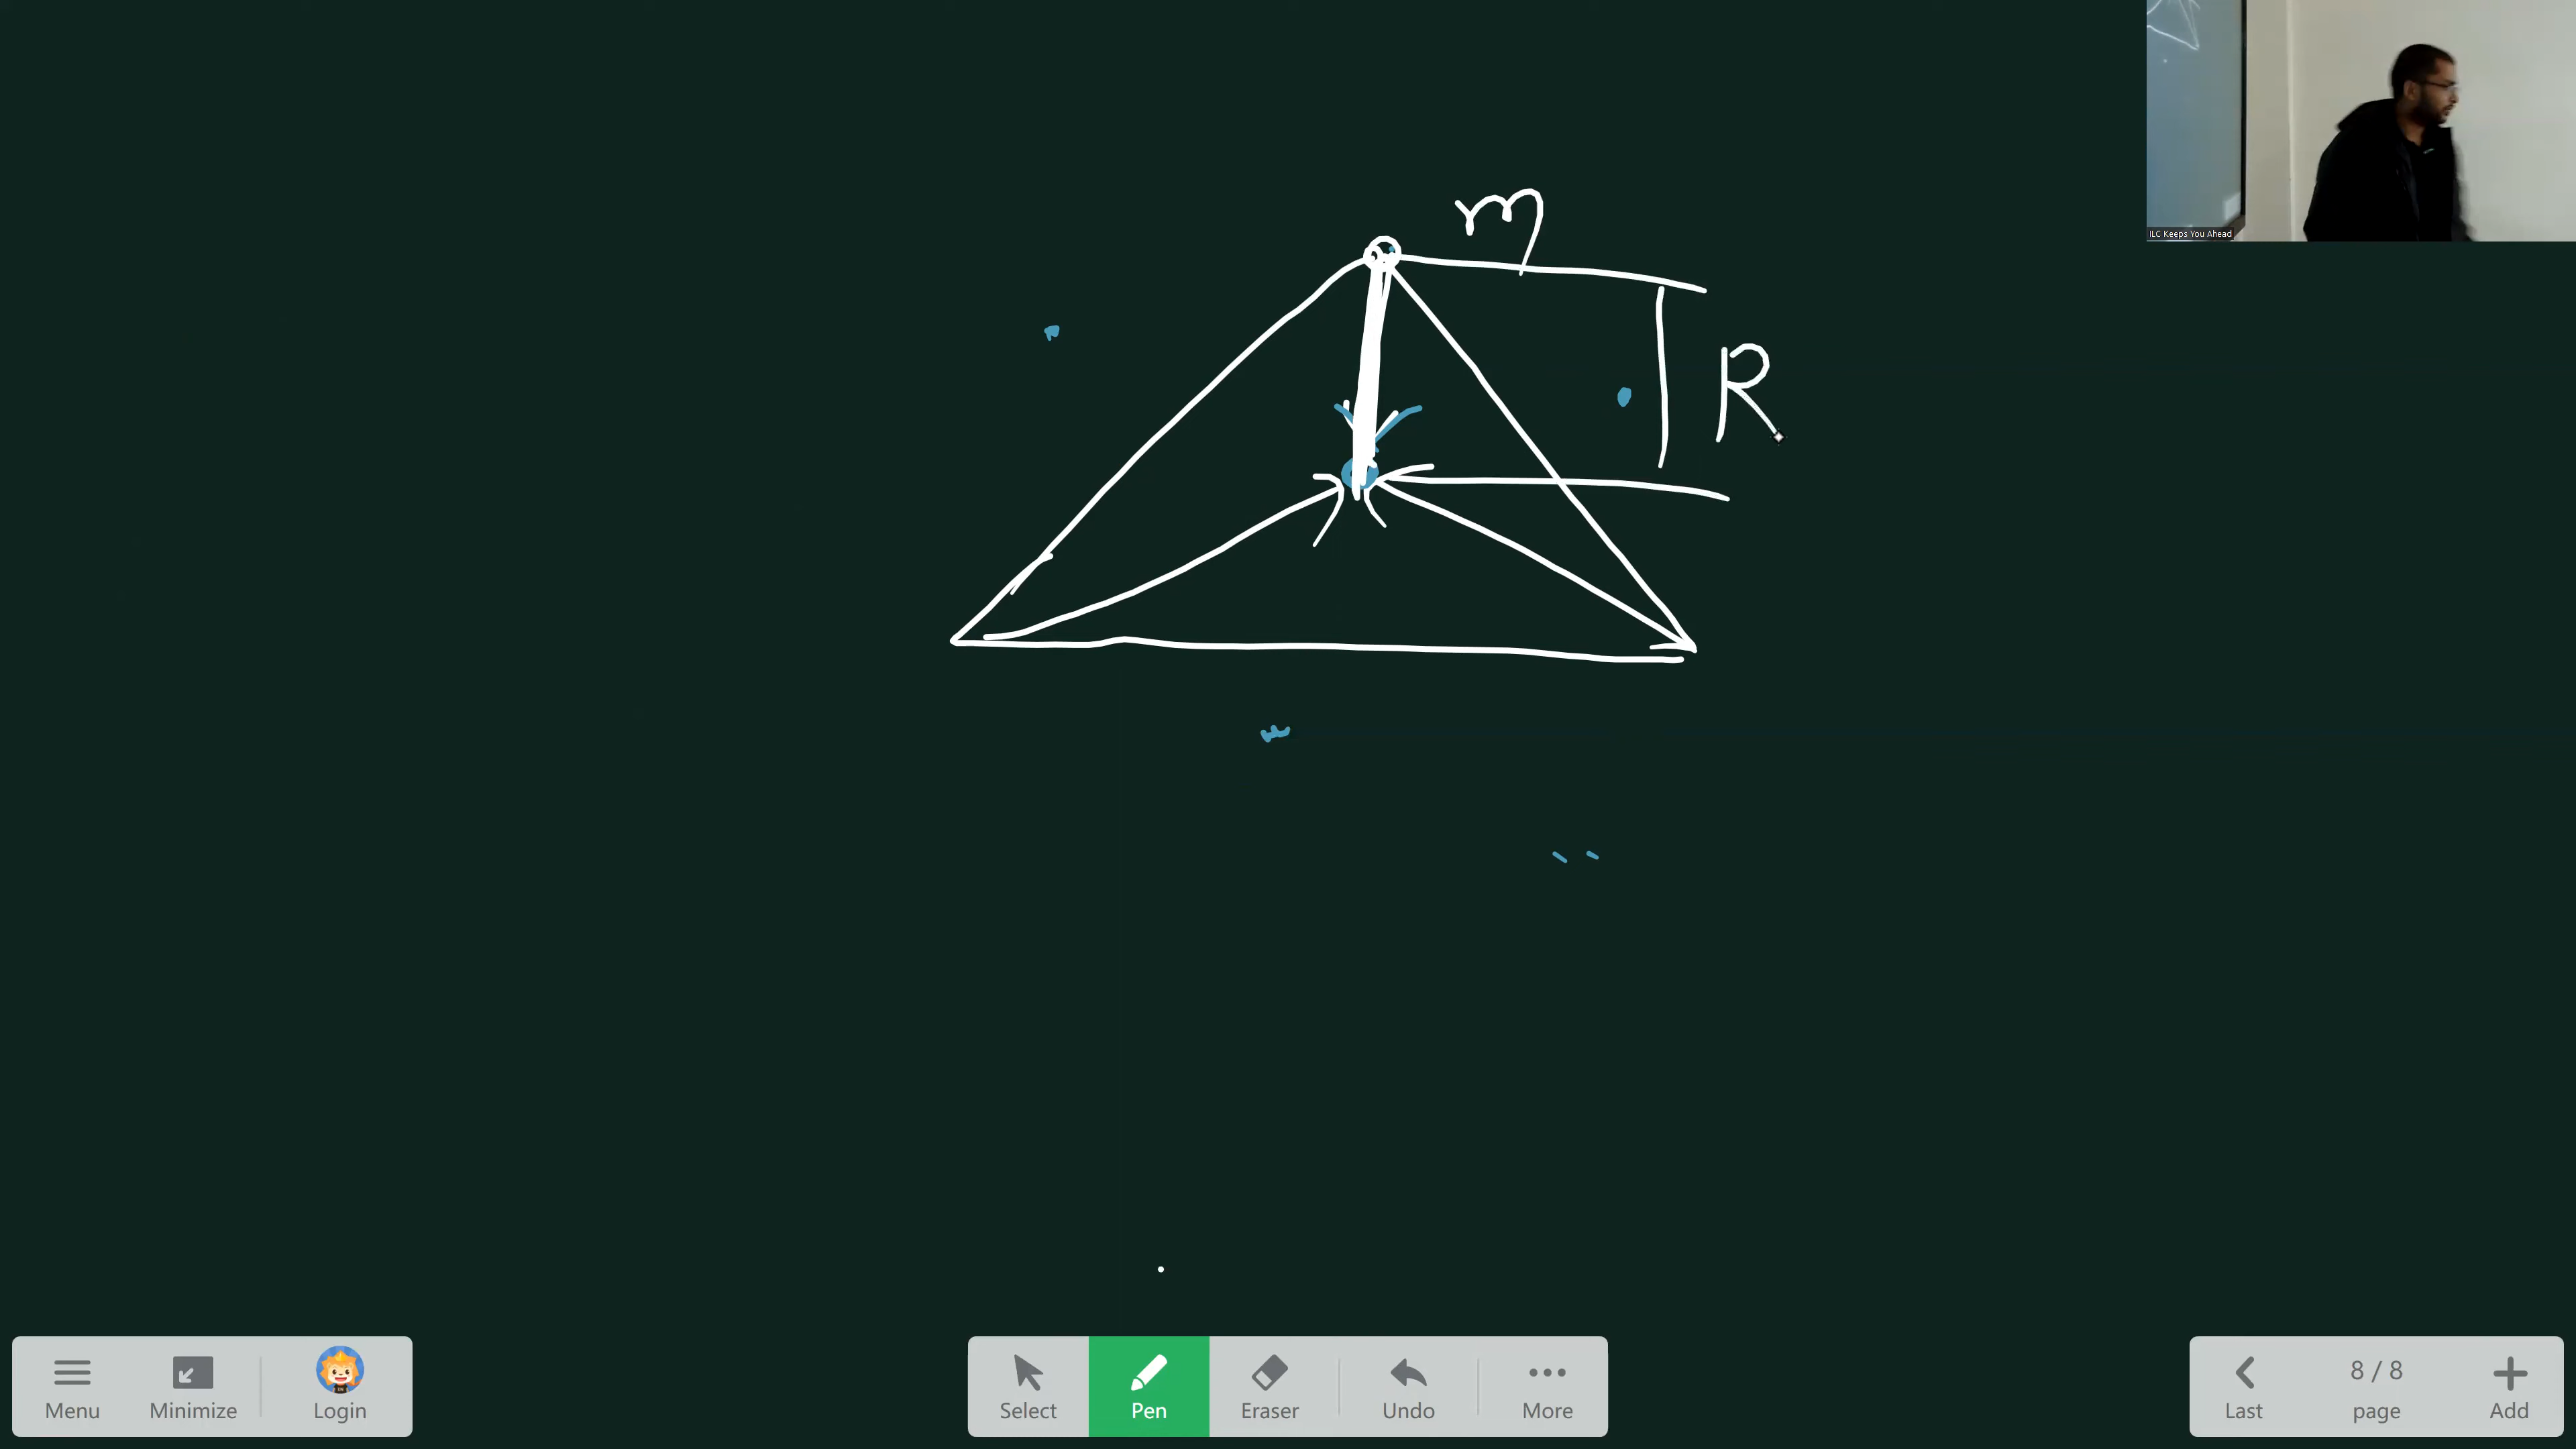 ILC Keeps You Ahead
m
R
Menu
Minimize
Login
Select
Pen
Eraser
Undo
More
Last
8 / 8
page
Add